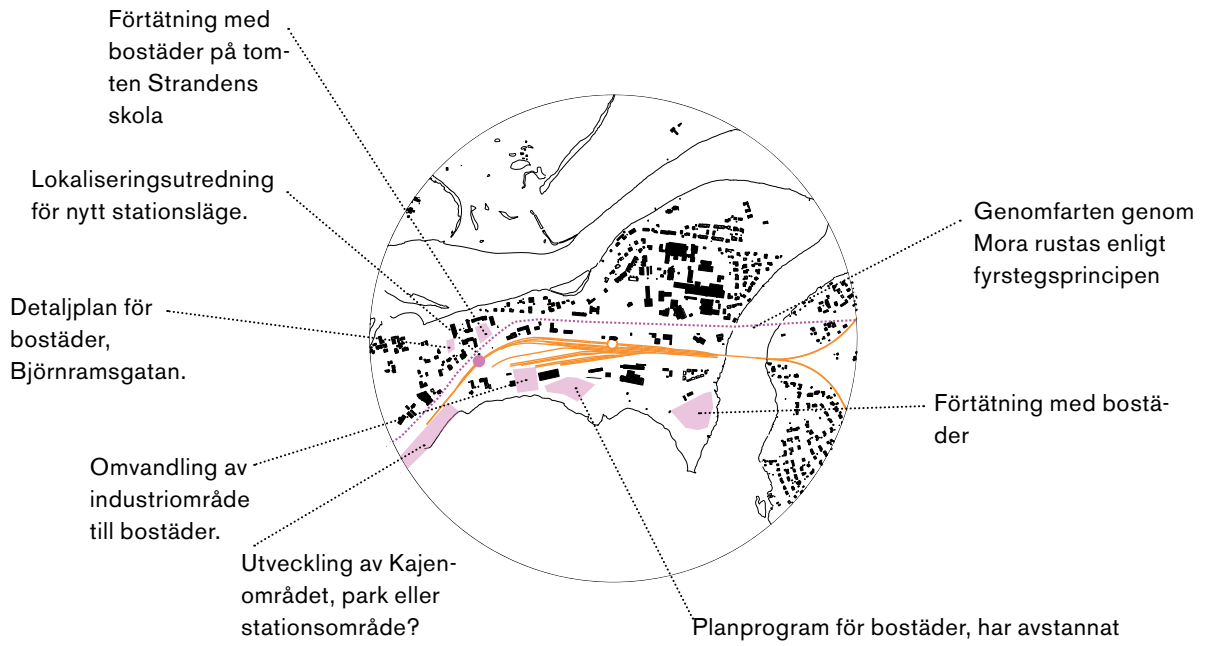 Förtätning med
bostäder på tom-
ten Strandens
skola
Lokaliseringsutredning
för nytt stationsläge.
Genomfarten genom
Mora rustas enligt
fyrstegsprincipen
Detaljplan för
bostäder,
Björnramsgatan.
Förtätning med bostä-
der
Omvandling av
industriområde
till bostäder.
Utveckling av Kajen-
området, park eller
stationsområde?
Planprogram för bostäder, har avstannat